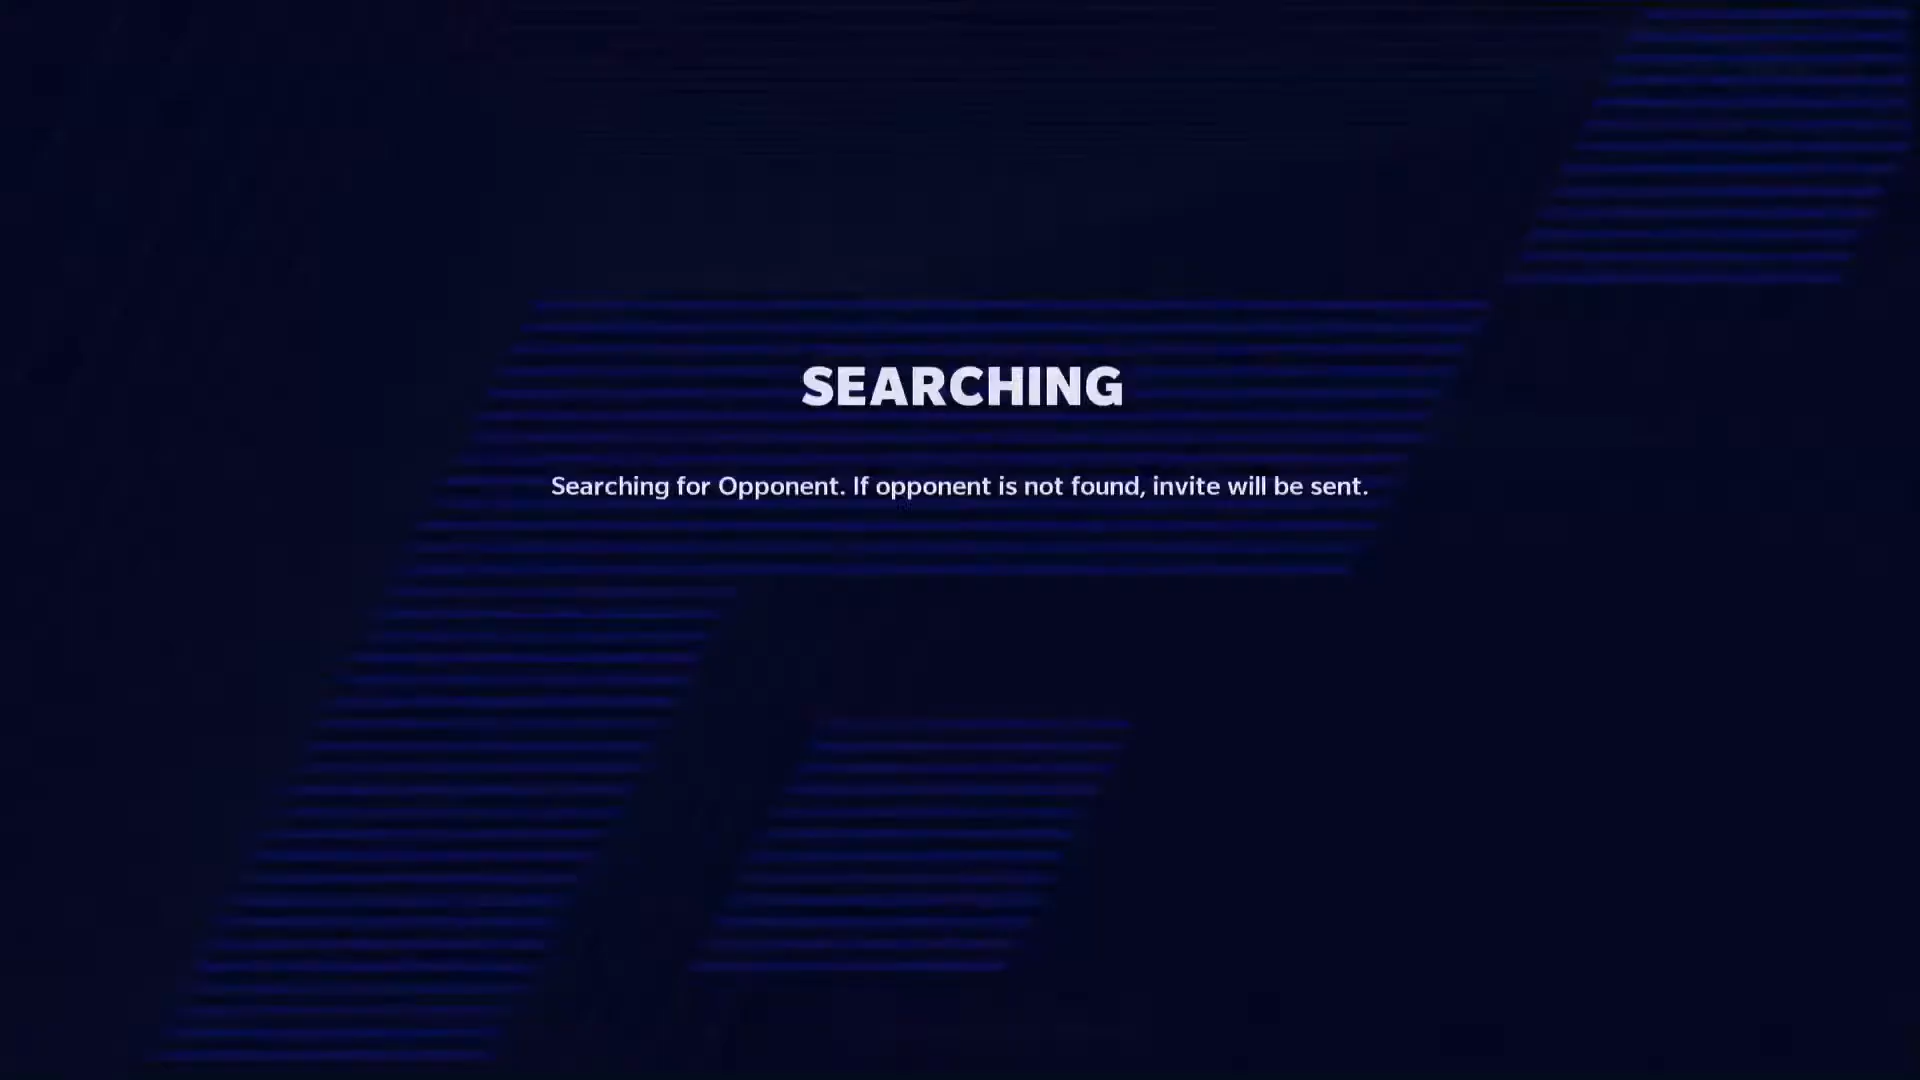 SEARCHING
Searching for Opponent. If opponent is not found, invite will be sent.